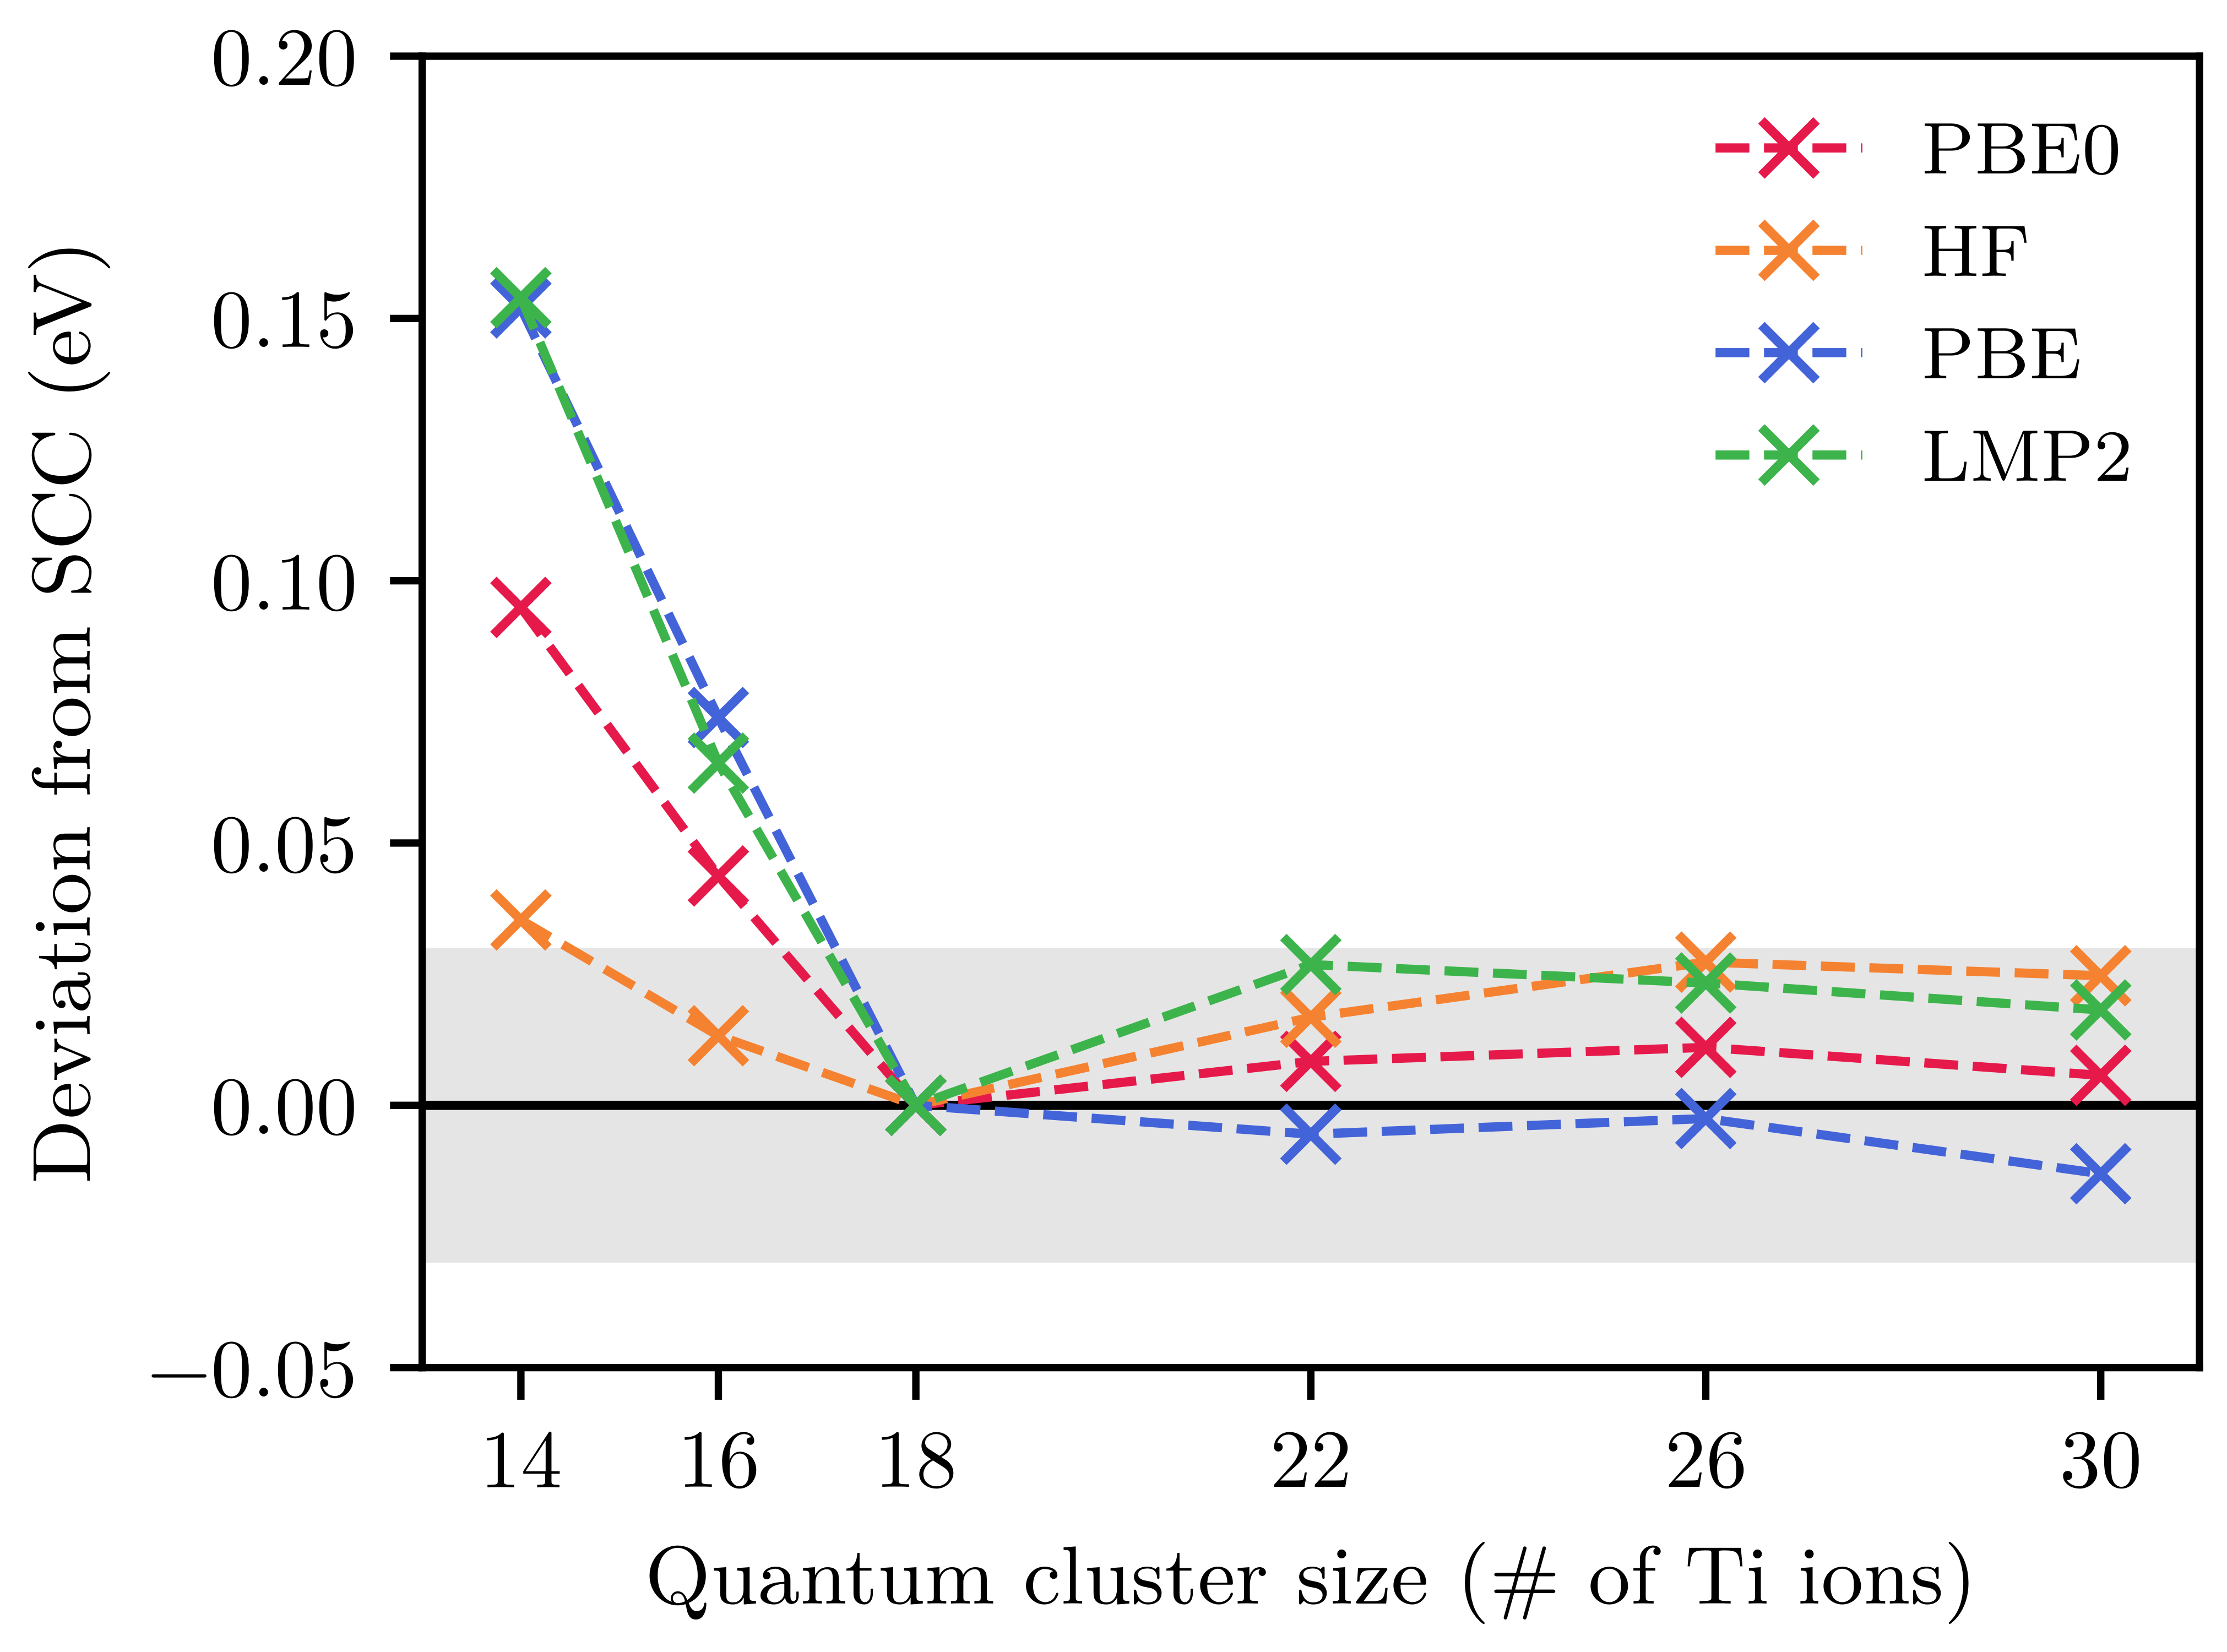 Deviation from SCC (eV)
0.20
0.15
0.10
0.05
0.00
−0.05
PBE0
HF
PBE
LMP2
14 16 18 22 26 30
Quantum cluster size (# of Ti ions)